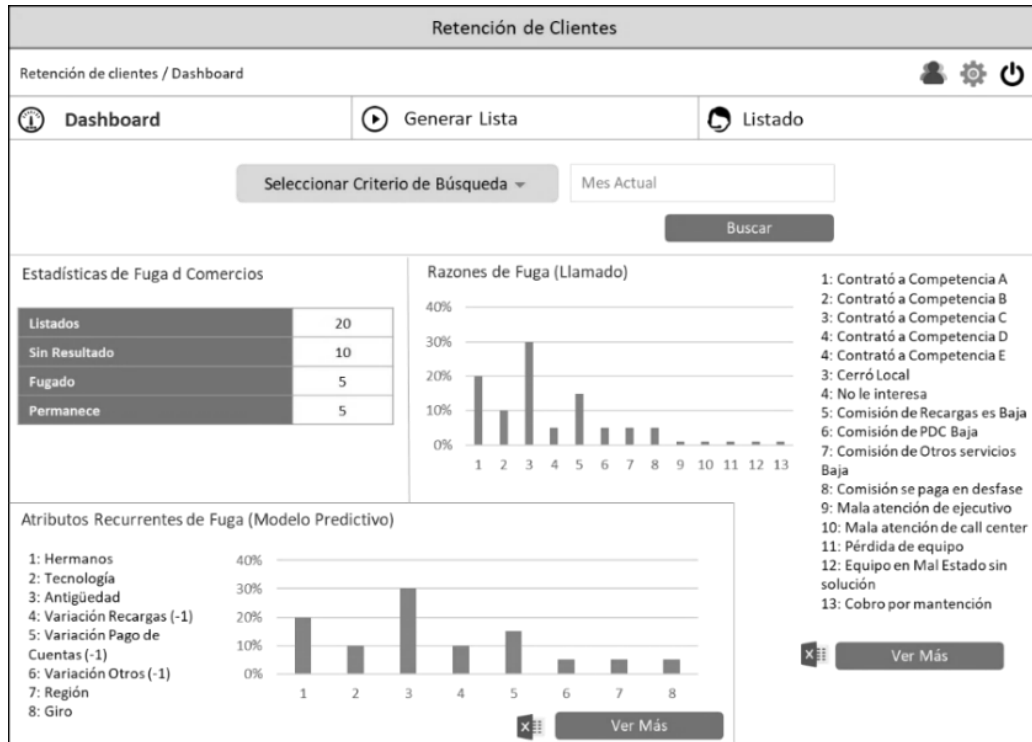 Retención de Clientes
Retención de clientes / Dashboard
Dashboard
Generar Lista
Listado
Seleccionar Criterio de Búsqueda
Mes Actual
Buscar
Estadísticas de Fuga d Comercios
Listados 20
Sin Resultado 10
Fugado 5
Permanece 5
Razones de Fuga (Llamado)
40%
30%
20%
10%
0%
1 2 3 4 5 6 7 8 9 10 11 12 13
1: Contrató a Competencia A
2: Contrató a Competencia B
3: Contrató a Competencia C
4: Contrató a Competencia D
4: Contrató a Competencia E
3: Cerró Local
4: No le interesa
5: Comisión de Recargas es Baja
6: Comisión de PDC Baja
7: Comisión de Otros servicios
Baja
8: Comisión se paga en desfase
9: Mala atención de ejecutivo
10: Mala atención de call center
11: Pérdida de equipo
12: Equipo en Mal Estado sin
solución
13: Cobro por mantención
Ver Más
Atributos Recurrentes de Fuga (Modelo Predictivo)
1: Hermanos
2: Tecnología
3: Antigüedad
4: Variación Recargas (-1)
5: Variación Pago de
Cuentas (-1)
6: Variación Otros (-1)
7: Región
8: Giro
40%
30%
20%
10%
0%
1 2 3 4 5 6 7 8
Ver Más